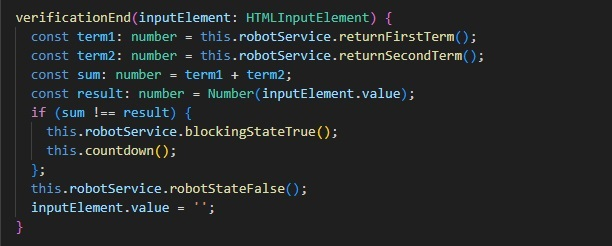 verificationEnd(inputElement: HTMLInputElement) {
  const term1: number = this.robotService.returnFirstTerm();
  const term2: number = this.robotService.returnSecondTerm();
  const sum: number = term1 + term2;
  const result: number = Number(inputElement.value);
  if (sum !== result) {
    this.robotService.blockingStateTrue();
    this.countdown();
  };
  this.robotService.robotStateFalse();
  inputElement.value = '';
}